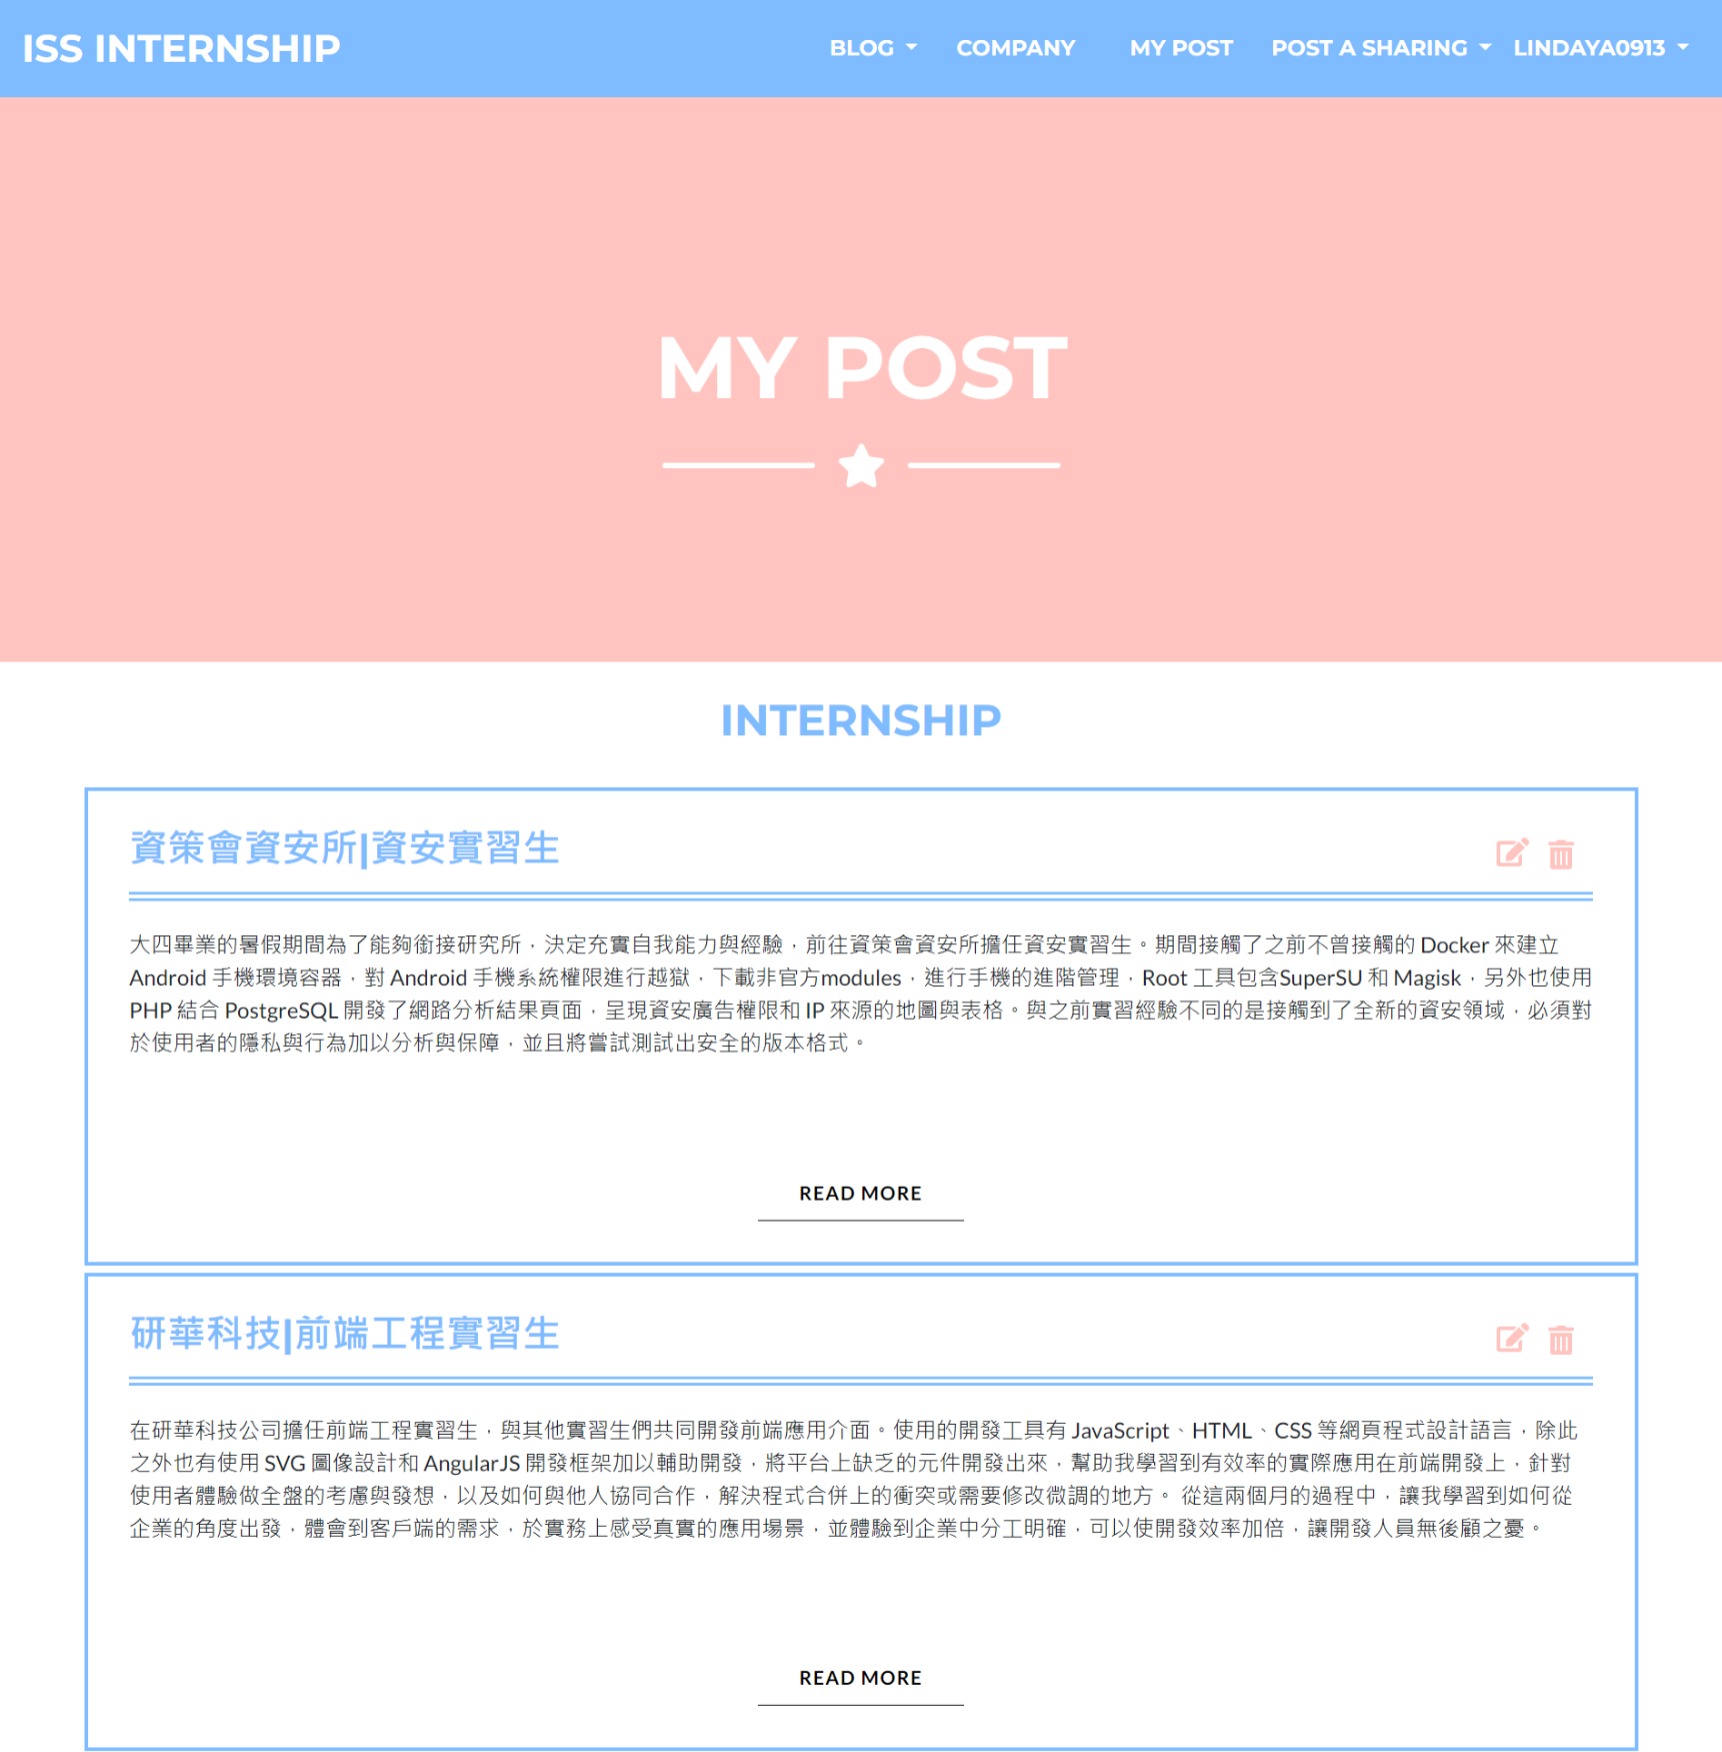 ISS INTERNSHIP
BLOG COMPANY MY POST POST A SHARING LINDAYA0913
MY POST
INTERNSHIP
資策會資安所|資安實習生
大四畢業的暑假期間為了能夠銜接研究所，決定充實自我能力與經驗，前往資策會資安所擔任資安實習生。期間接觸了之前不曾接觸的 Docker 來建立
Android 手機環境容器，對 Android 手機系統權限進行越獄，下載非官方modules，進行手機的進階管理，Root 工具包含SuperSU 和 Magisk，另外也使用
PHP 結合 PostgreSQL 開發了網路分析結果頁面，呈現資安廣告權限和 IP 來源的地圖與表格。與之前實習經驗不同的是接觸到了全新的資安領域，必須對
於使用者的隱私與行為加以分析與保障，並且將嘗試測試出安全的版本格式。
READ MORE
研華科技|前端工程實習生
在研華科技公司擔任前端工程實習生，與其他實習生們共同開發前端應用介面。使用的開發工具有 JavaScript、HTML、CSS 等網頁程式設計語言，除此
之外也有使用 SVG 圖像設計和 AngularJS 開發框架加以輔助開發，將平台上缺乏的元件開發出來，幫助我學習到有效率的實際應用在前端開發上，針對
使用者體驗做全盤的考慮與發想，以及如何與他人協同合作，解決程式合併上的衝突或需要修改微調的地方。 從這兩個月的過程中，讓我學習到如何從
企業的角度出發，體會到客戶端的需求，於實務上感受真實的應用場景，並體驗到企業中分工明確，可以使開發效率加倍，讓開發人員無後顧之憂。
READ MORE